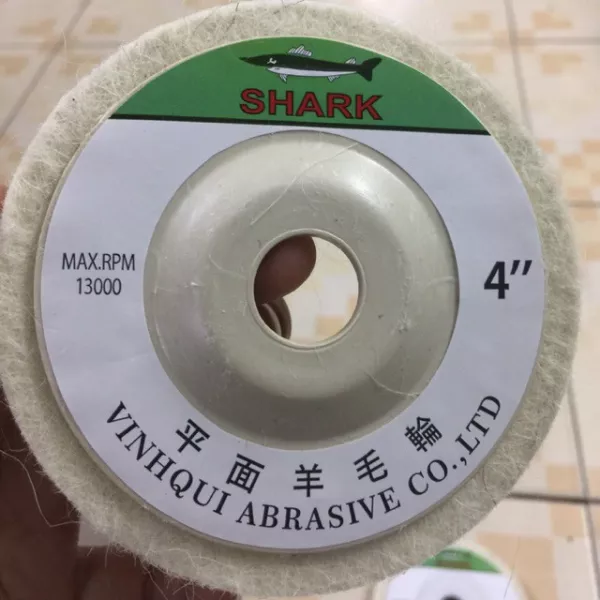 SHARK
MAX.RPM
13000
4"
平面羊毛輪
VINHQUI ABRASIVE CO.,LTD